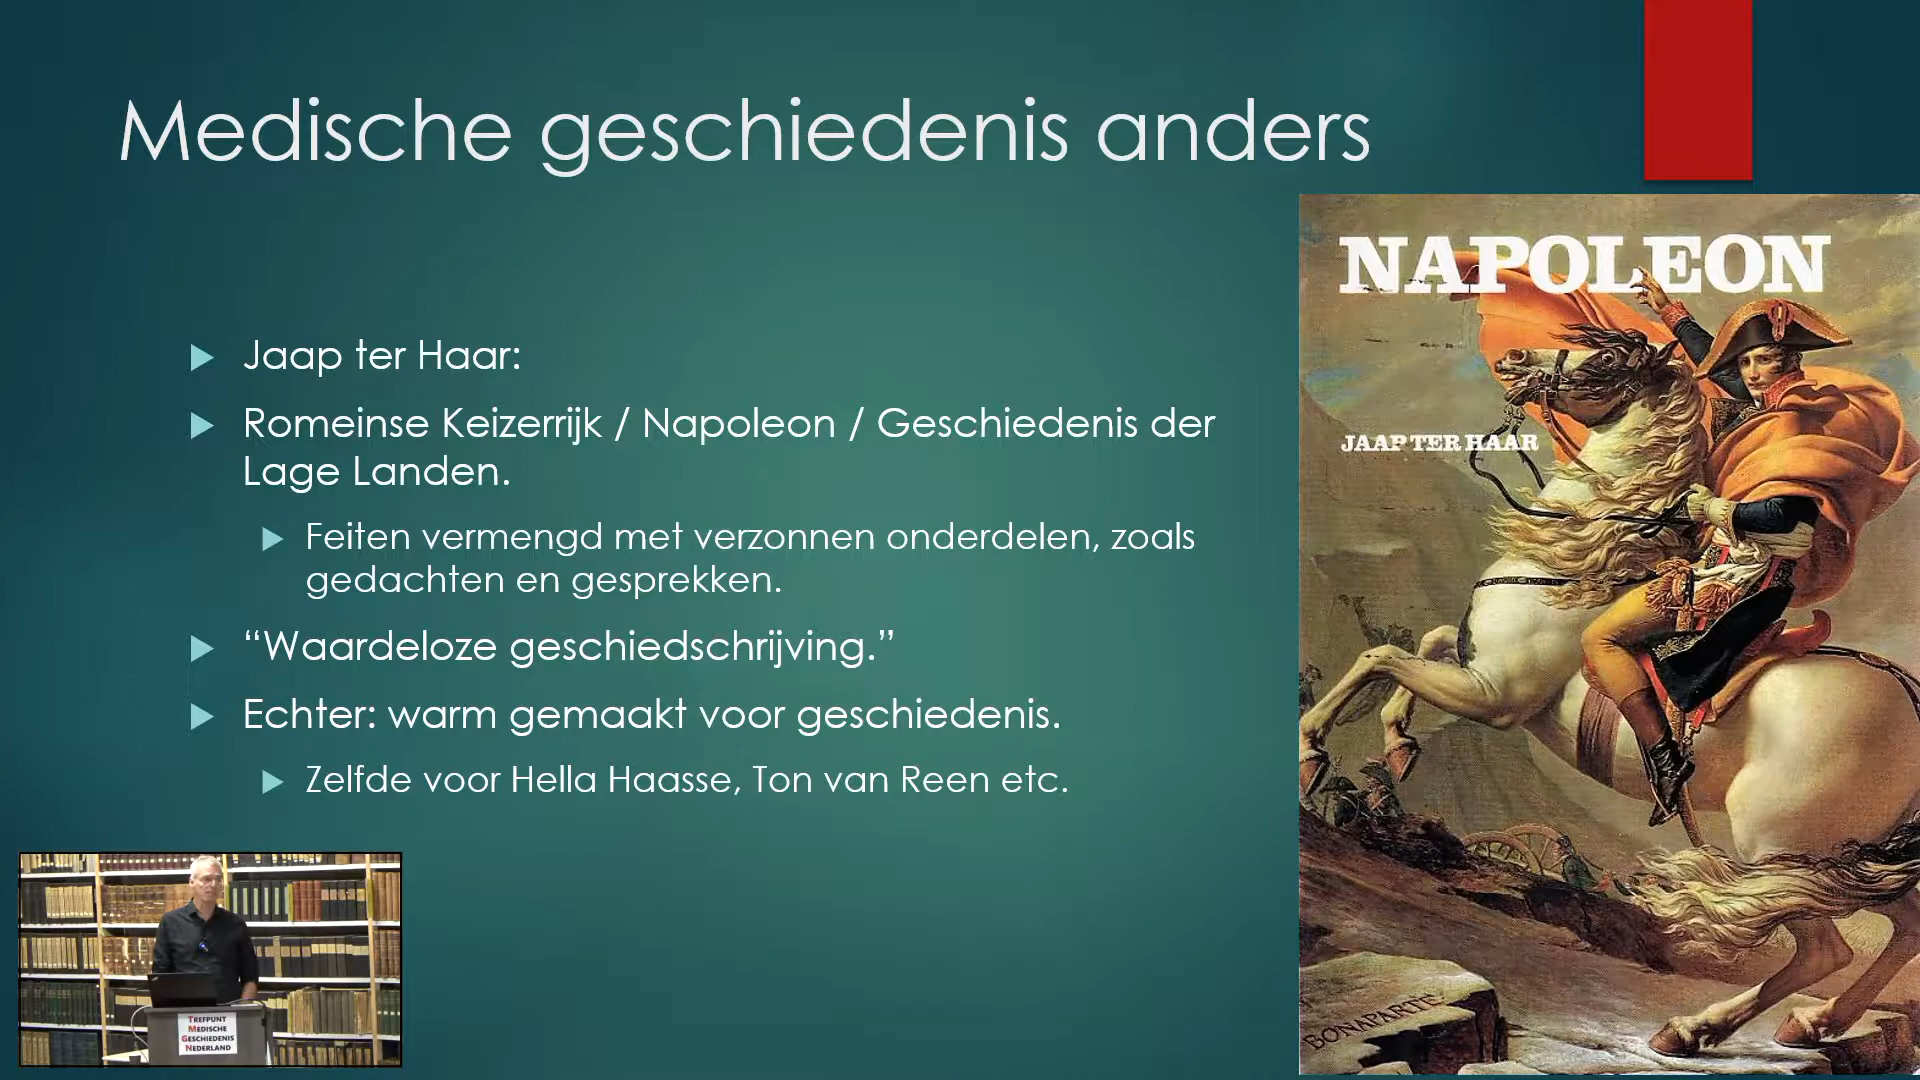 Medische geschiedenis anders
Jaap ter Haar:
Romeinse Keizerrijk / Napoleon / Geschiedenis der
Lage Landen.
Feiten vermengd met verzonnen onderdelen, zoals
gedachten en gesprekken.
“Waardeloze geschiedschrijving.”
Echter: warm gemaakt voor geschiedenis.
Zelfde voor Hella Haasse, Ton van Reen etc.
NAPOLEON
JAAP TER HAAR
BONAPARTE
TREFPUNT
MEDISCHE
GESCHIEDENIS
NEDERLAND